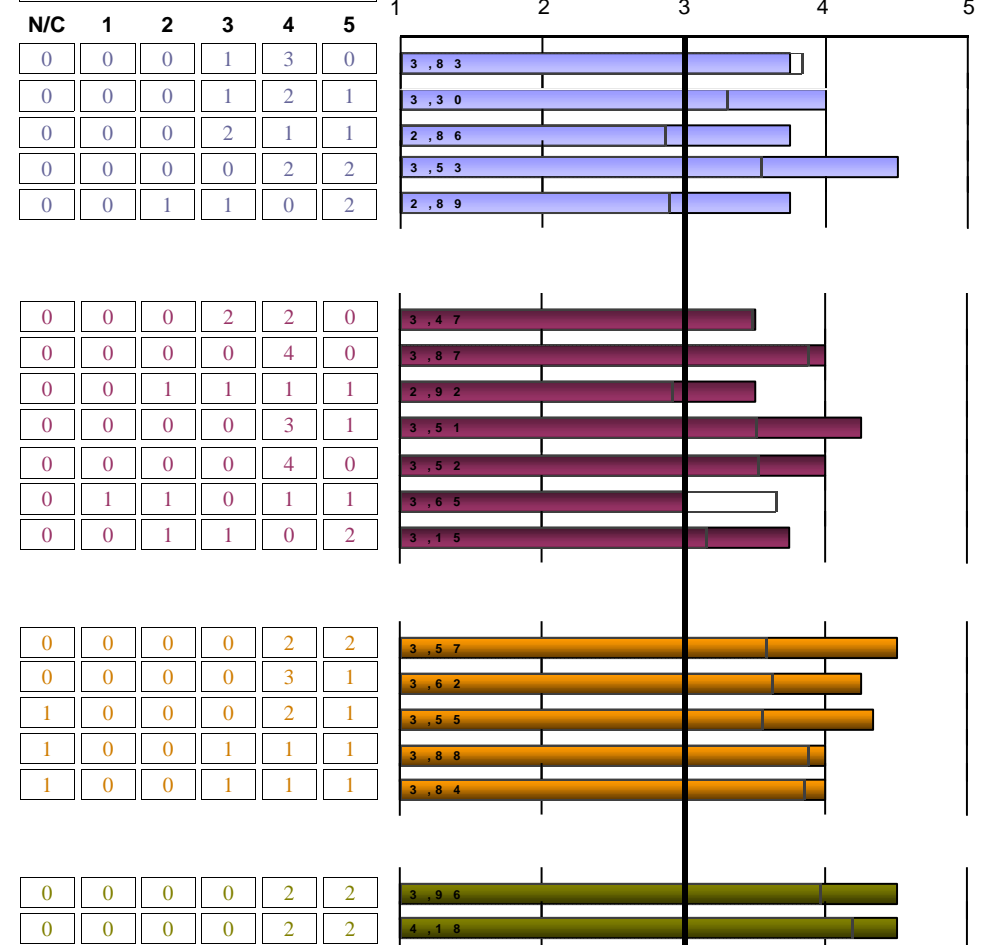 1 2 3 4 5
N/C 1 2 3 4 5
0 0 0 1 3 0 3,83
0 0 0 1 2 1 3,30
0 0 0 2 1 1 2,86
0 0 0 0 2 2 3,53
0 0 1 1 0 2 2,89
0 0 0 2 2 0 3,47
0 0 0 0 4 0 3,87
0 0 1 1 1 1 2,92
0 0 0 0 3 1 3,51
0 0 0 0 4 0 3,52
0 1 1 0 1 1 3,65
0 0 1 1 0 2 3,15
0 0 0 0 2 2 3,57
0 0 0 0 3 1 3,62
1 0 0 0 2 1 3,55
1 0 0 1 1 1 3,88
1 0 0 1 1 1 3,84
0 0 0 0 2 2 3,96
0 0 0 0 2 2 4,18